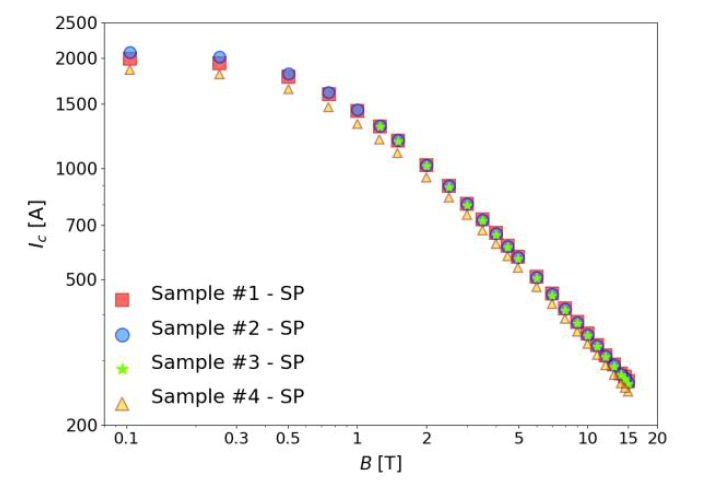 2500
2000
1500
1000
700
500
200
I_c [A]
Sample #1 - SP
Sample #2 - SP
Sample #3 - SP
Sample #4 - SP
0.1 0.3 0.5 1 2 5 10 15 20
B [T]